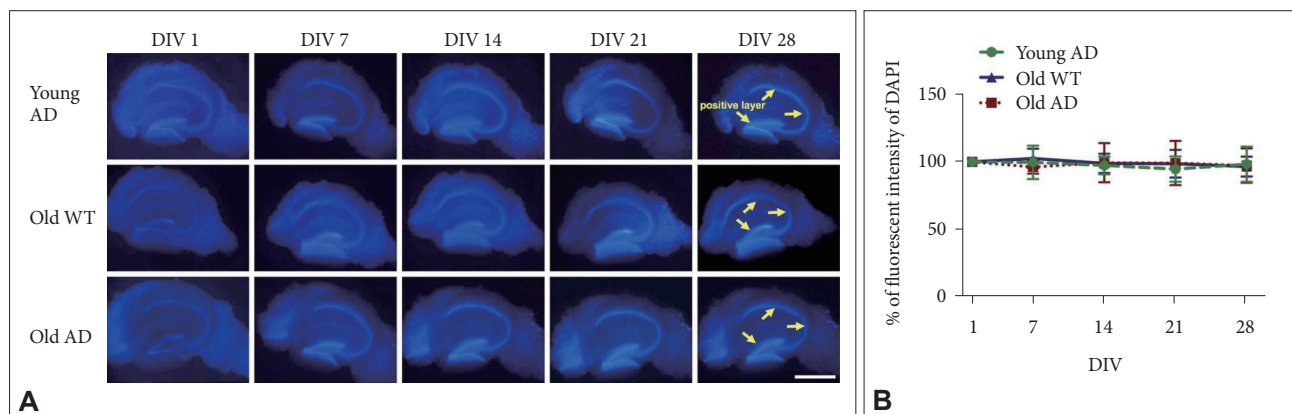 DIV 1 DIV 7 DIV 14 DIV 21 DIV 28
Young
AD
positive layer
Old WT
Old AD
A
Young AD
Old WT
Old AD
% of fluorescent intensity of DAPI
150
100
50
0
1 7 14 21 28
DIV
B